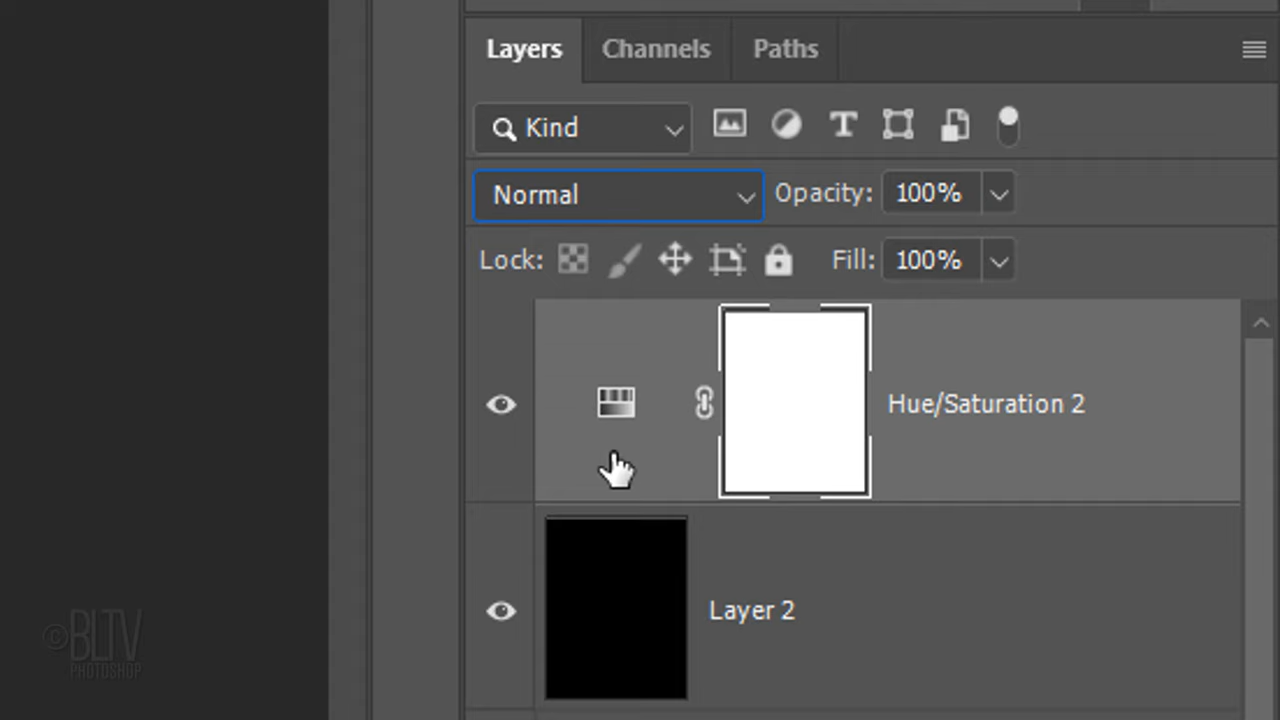 Layers Channels Paths
Kind
Normal Opacity: 100%
Lock: Fill: 100%
Hue/Saturation 2
Layer 2
©BLTV
PHOTOSHOP